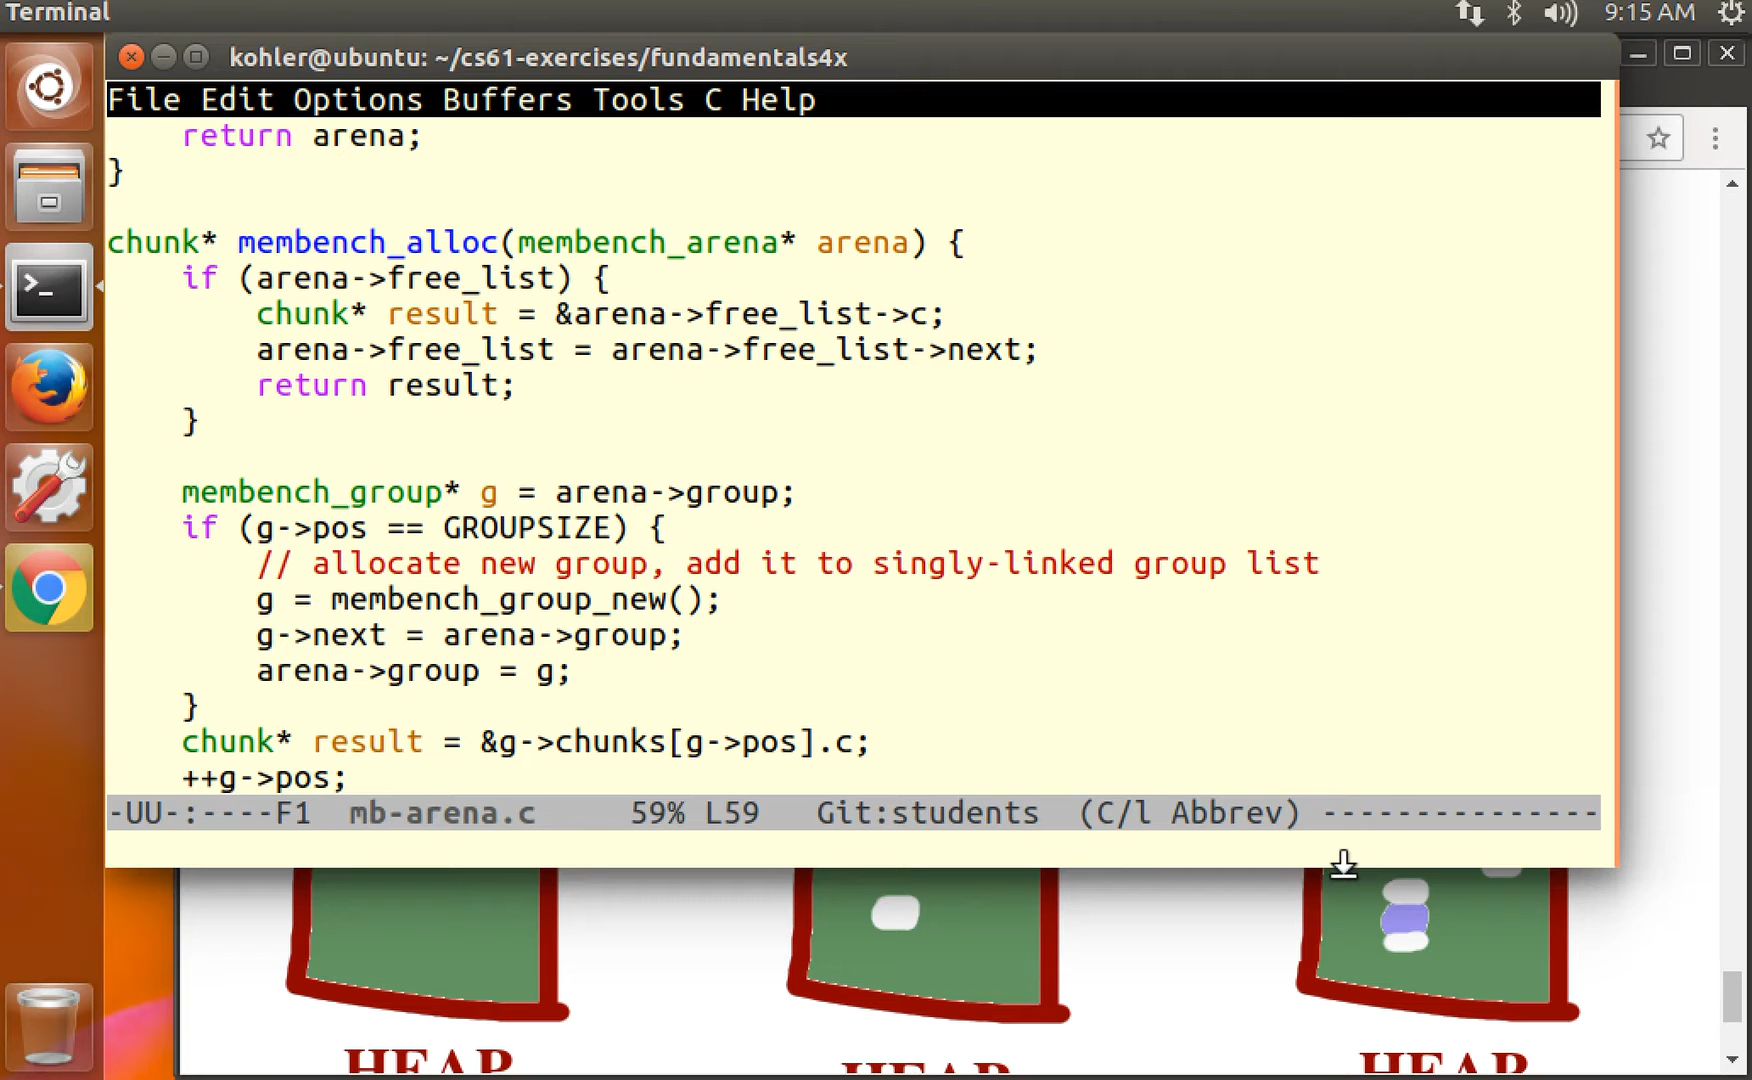 Terminal
9:15 AM
kohler@ubuntu: ~/cs61-exercises/fundamentals4x
File Edit Options Buffers Tools C Help
    return arena;
}

chunk* membench_alloc(membench_arena* arena) {
    if (arena->free_list) {
        chunk* result = &arena->free_list->c;
        arena->free_list = arena->free_list->next;
        return result;
    }

    membench_group* g = arena->group;
    if (g->pos == GROUPSIZE) {
        // allocate new group, add it to singly-linked group list
        g = membench_group_new();
        g->next = arena->group;
        arena->group = g;
    }
    chunk* result = &g->chunks[g->pos].c;
    ++g->pos;
-UU-:----F1  mb-arena.c     59% L59   Git:students  (C/l Abbrev) ---------------
HEAP
HEAP
HEAP